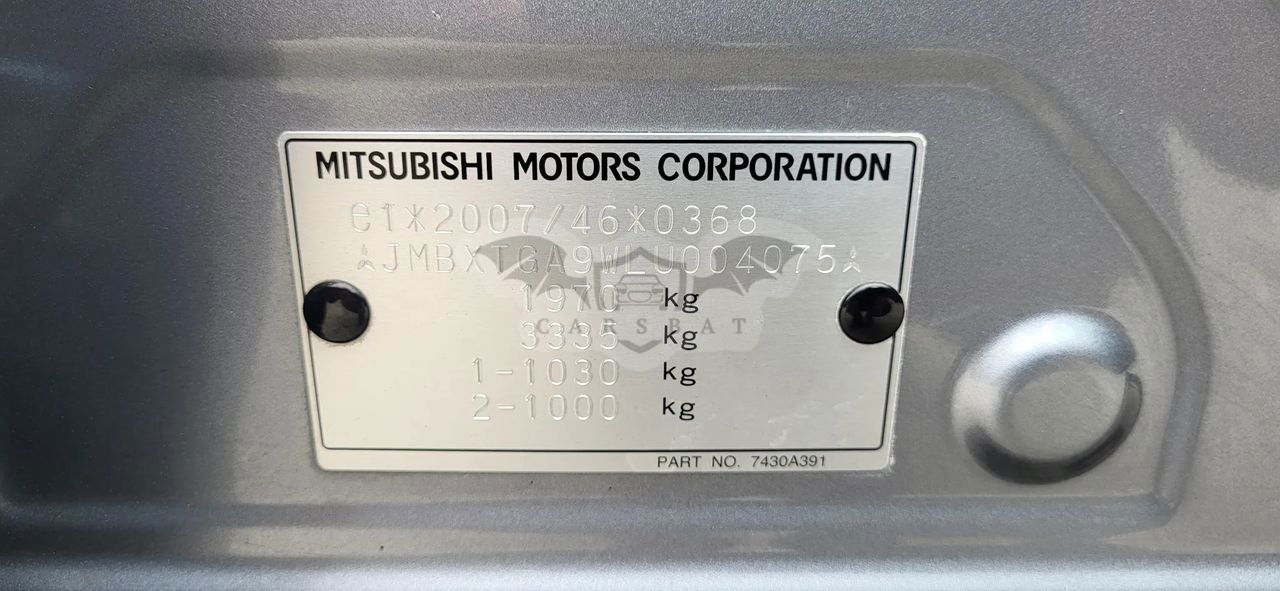 MITSUBISHI MOTORS CORPORATION
e1*2007/46*0368
JMBXTGA9WLU004075
1970 kg
CARSBAT
3335 kg
1-1030 kg
2-1000 kg
PART NO. 7430A391